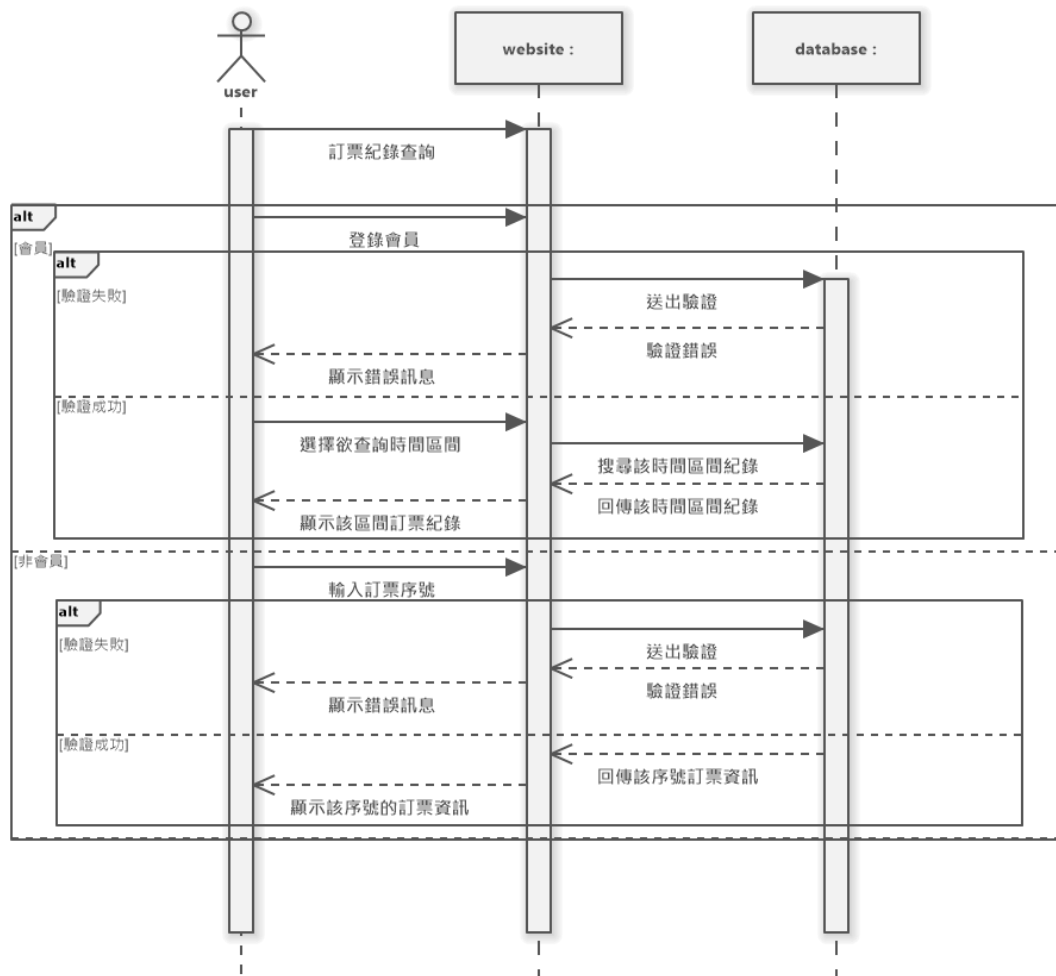 user
website :
database :
訂票紀錄查詢
alt
登錄會員
[會員]
alt
[驗證失敗]
送出驗證
驗證錯誤
顯示錯誤訊息
[驗證成功]
選擇欲查詢時間區間
搜尋該時間區間紀錄
回傳該時間區間紀錄
顯示該區間訂票紀錄
[非會員]
輸入訂票序號
alt
[驗證失敗]
送出驗證
驗證錯誤
顯示錯誤訊息
[驗證成功]
回傳該序號訂票資訊
顯示該序號的訂票資訊